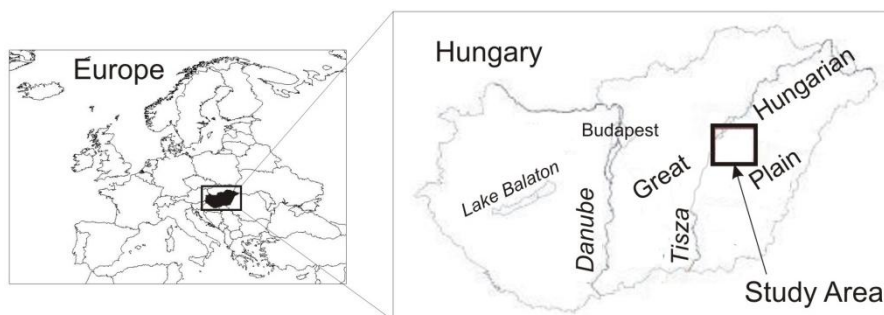 Europe
Hungary
Budapest
Lake Balaton
Danube
Tisza
Great
Hungarian
Plain
Study Area